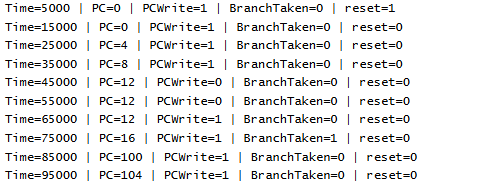 Time=5000 | PC=0 | PCWrite=1 | BranchTaken=0 | reset=1
Time=15000 | PC=0 | PCWrite=1 | BranchTaken=0 | reset=0
Time=25000 | PC=4 | PCWrite=1 | BranchTaken=0 | reset=0
Time=35000 | PC=8 | PCWrite=1 | BranchTaken=0 | reset=0
Time=45000 | PC=12 | PCWrite=0 | BranchTaken=0 | reset=0
Time=55000 | PC=12 | PCWrite=0 | BranchTaken=0 | reset=0
Time=65000 | PC=12 | PCWrite=1 | BranchTaken=0 | reset=0
Time=75000 | PC=16 | PCWrite=1 | BranchTaken=1 | reset=0
Time=85000 | PC=100 | PCWrite=1 | BranchTaken=0 | reset=0
Time=95000 | PC=104 | PCWrite=1 | BranchTaken=0 | reset=0